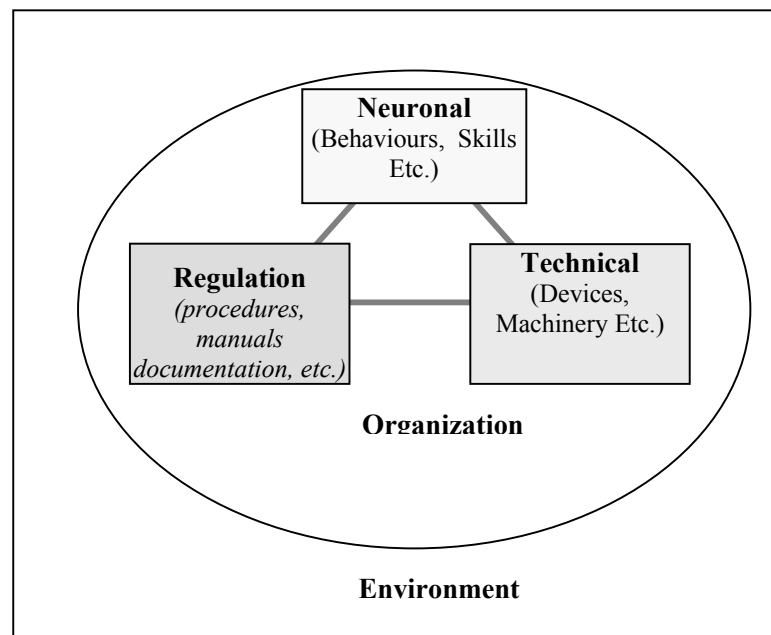 Neuronal
(Behaviours, Skills
Etc.)
Regulation
(procedures,
manuals
documentation, etc.)
Technical
(Devices,
Machinery Etc.)
Organization
Environment